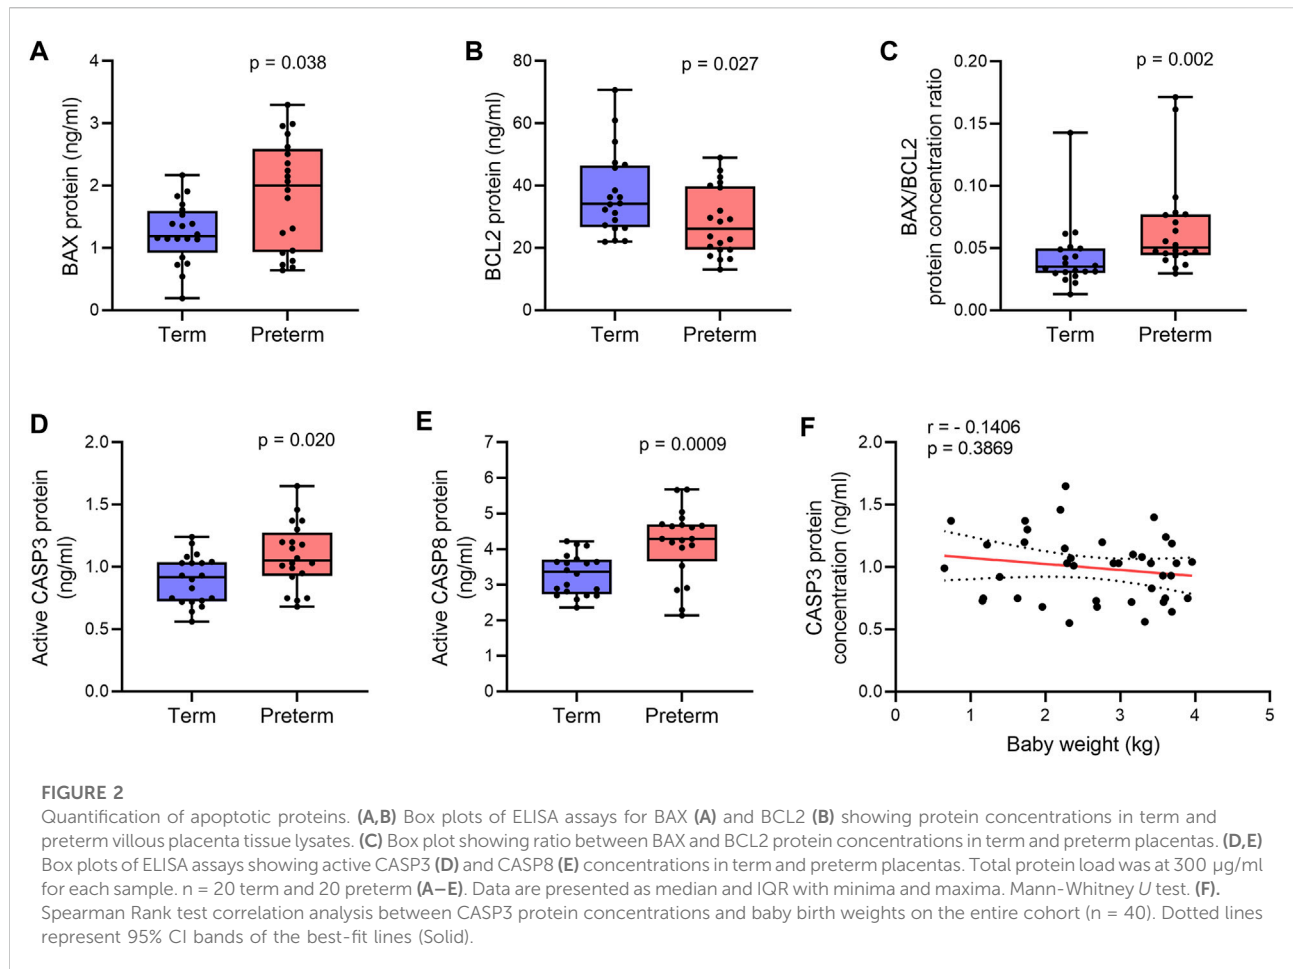 A
p = 0.038
BAX protein (ng/ml)
4
3
2
1
0
Term
Preterm
B
p = 0.027
BCL2 protein (ng/ml)
80
60
40
20
0
Term
Preterm
C
p = 0.002
BAX/BCL2
protein concentration ratio
0.20
0.15
0.10
0.05
0.00
Term
Preterm
D
p = 0.020
Active CASP3 protein
(ng/ml)
2.0
1.5
1.0
0.5
0.0
Term
Preterm
E
p = 0.0009
Active CASP8 protein
(ng/ml)
7
6
5
4
3
2
1
0
Term
Preterm
F
r = - 0.1406
p = 0.3869
CASP3 protein
concentration (ng/ml)
2.0
1.5
1.0
0.5
0.0
0
1
2
3
4
5
Baby weight (kg)
FIGURE 2
Quantification of apoptotic proteins. (A,B) Box plots of ELISA assays for BAX (A) and BCL2 (B) showing protein concentrations in term and
preterm villous placenta tissue lysates. (C) Box plot showing ratio between BAX and BCL2 protein concentrations in term and preterm placentas. (D,E)
Box plots of ELISA assays showing active CASP3 (D) and CASP8 (E) concentrations in term and preterm placentas. Total protein load was at 300 µg/ml
for each sample. n = 20 term and 20 preterm (A–E). Data are presented as median and IQR with minima and maxima. Mann-Whitney U test. (F).
Spearman Rank test correlation analysis between CASP3 protein concentrations and baby birth weights on the entire cohort (n = 40). Dotted lines
represent 95% CI bands of the best-fit lines (Solid).